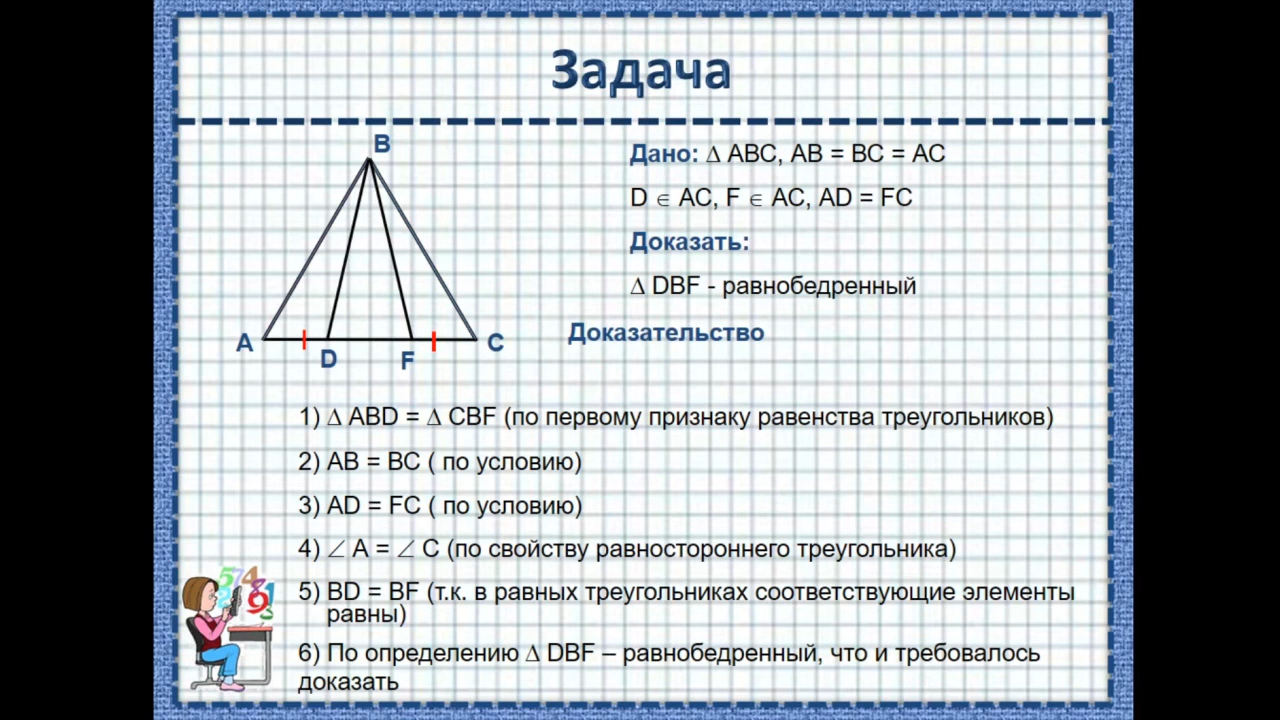 Задача
B
A
D
F
C
Дано: ∆ ABC, AB = BC = AC
D ∈ AC, F ∈ AC, AD = FC
Доказать:
∆ DBF - равнобедренный
Доказательство
1) ∆ ABD = ∆ CBF (по первому признаку равенства треугольников)
2) AB = BC ( по условию)
3) AD = FC ( по условию)
4) ∠ A = ∠ C (по свойству равностороннего треугольника)
5) BD = BF (т.к. в равных треугольниках соответствующие элементы
равны)
6) По определению ∆ DBF – равнобедренный, что и требовалось
доказать